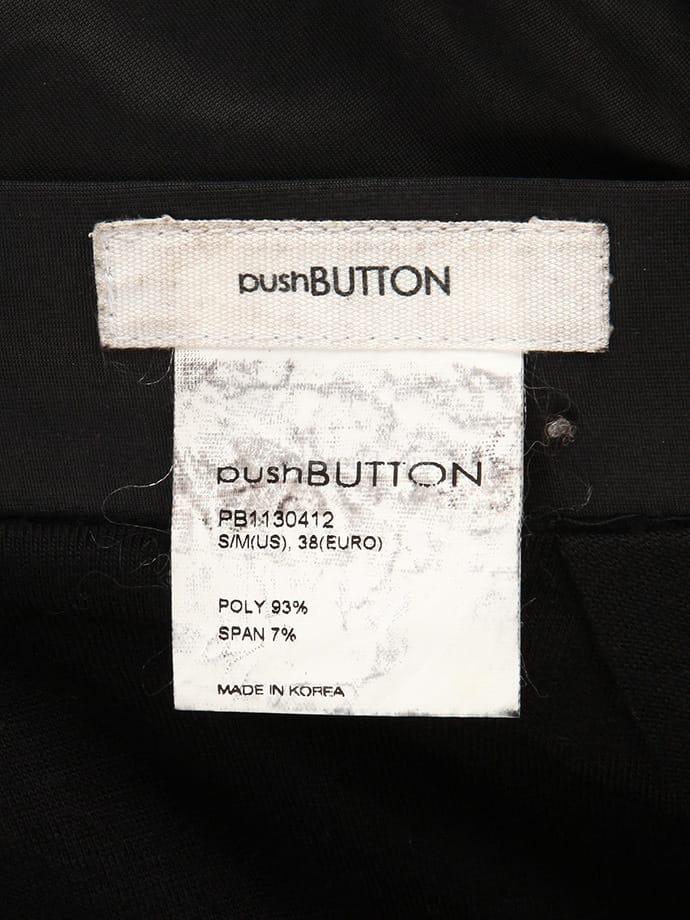 pushBUTTON
pushBUTTON
PB1130412
S/M(US), 38(EURO)
POLY 93%
SPAN 7%
MADE IN KOREA